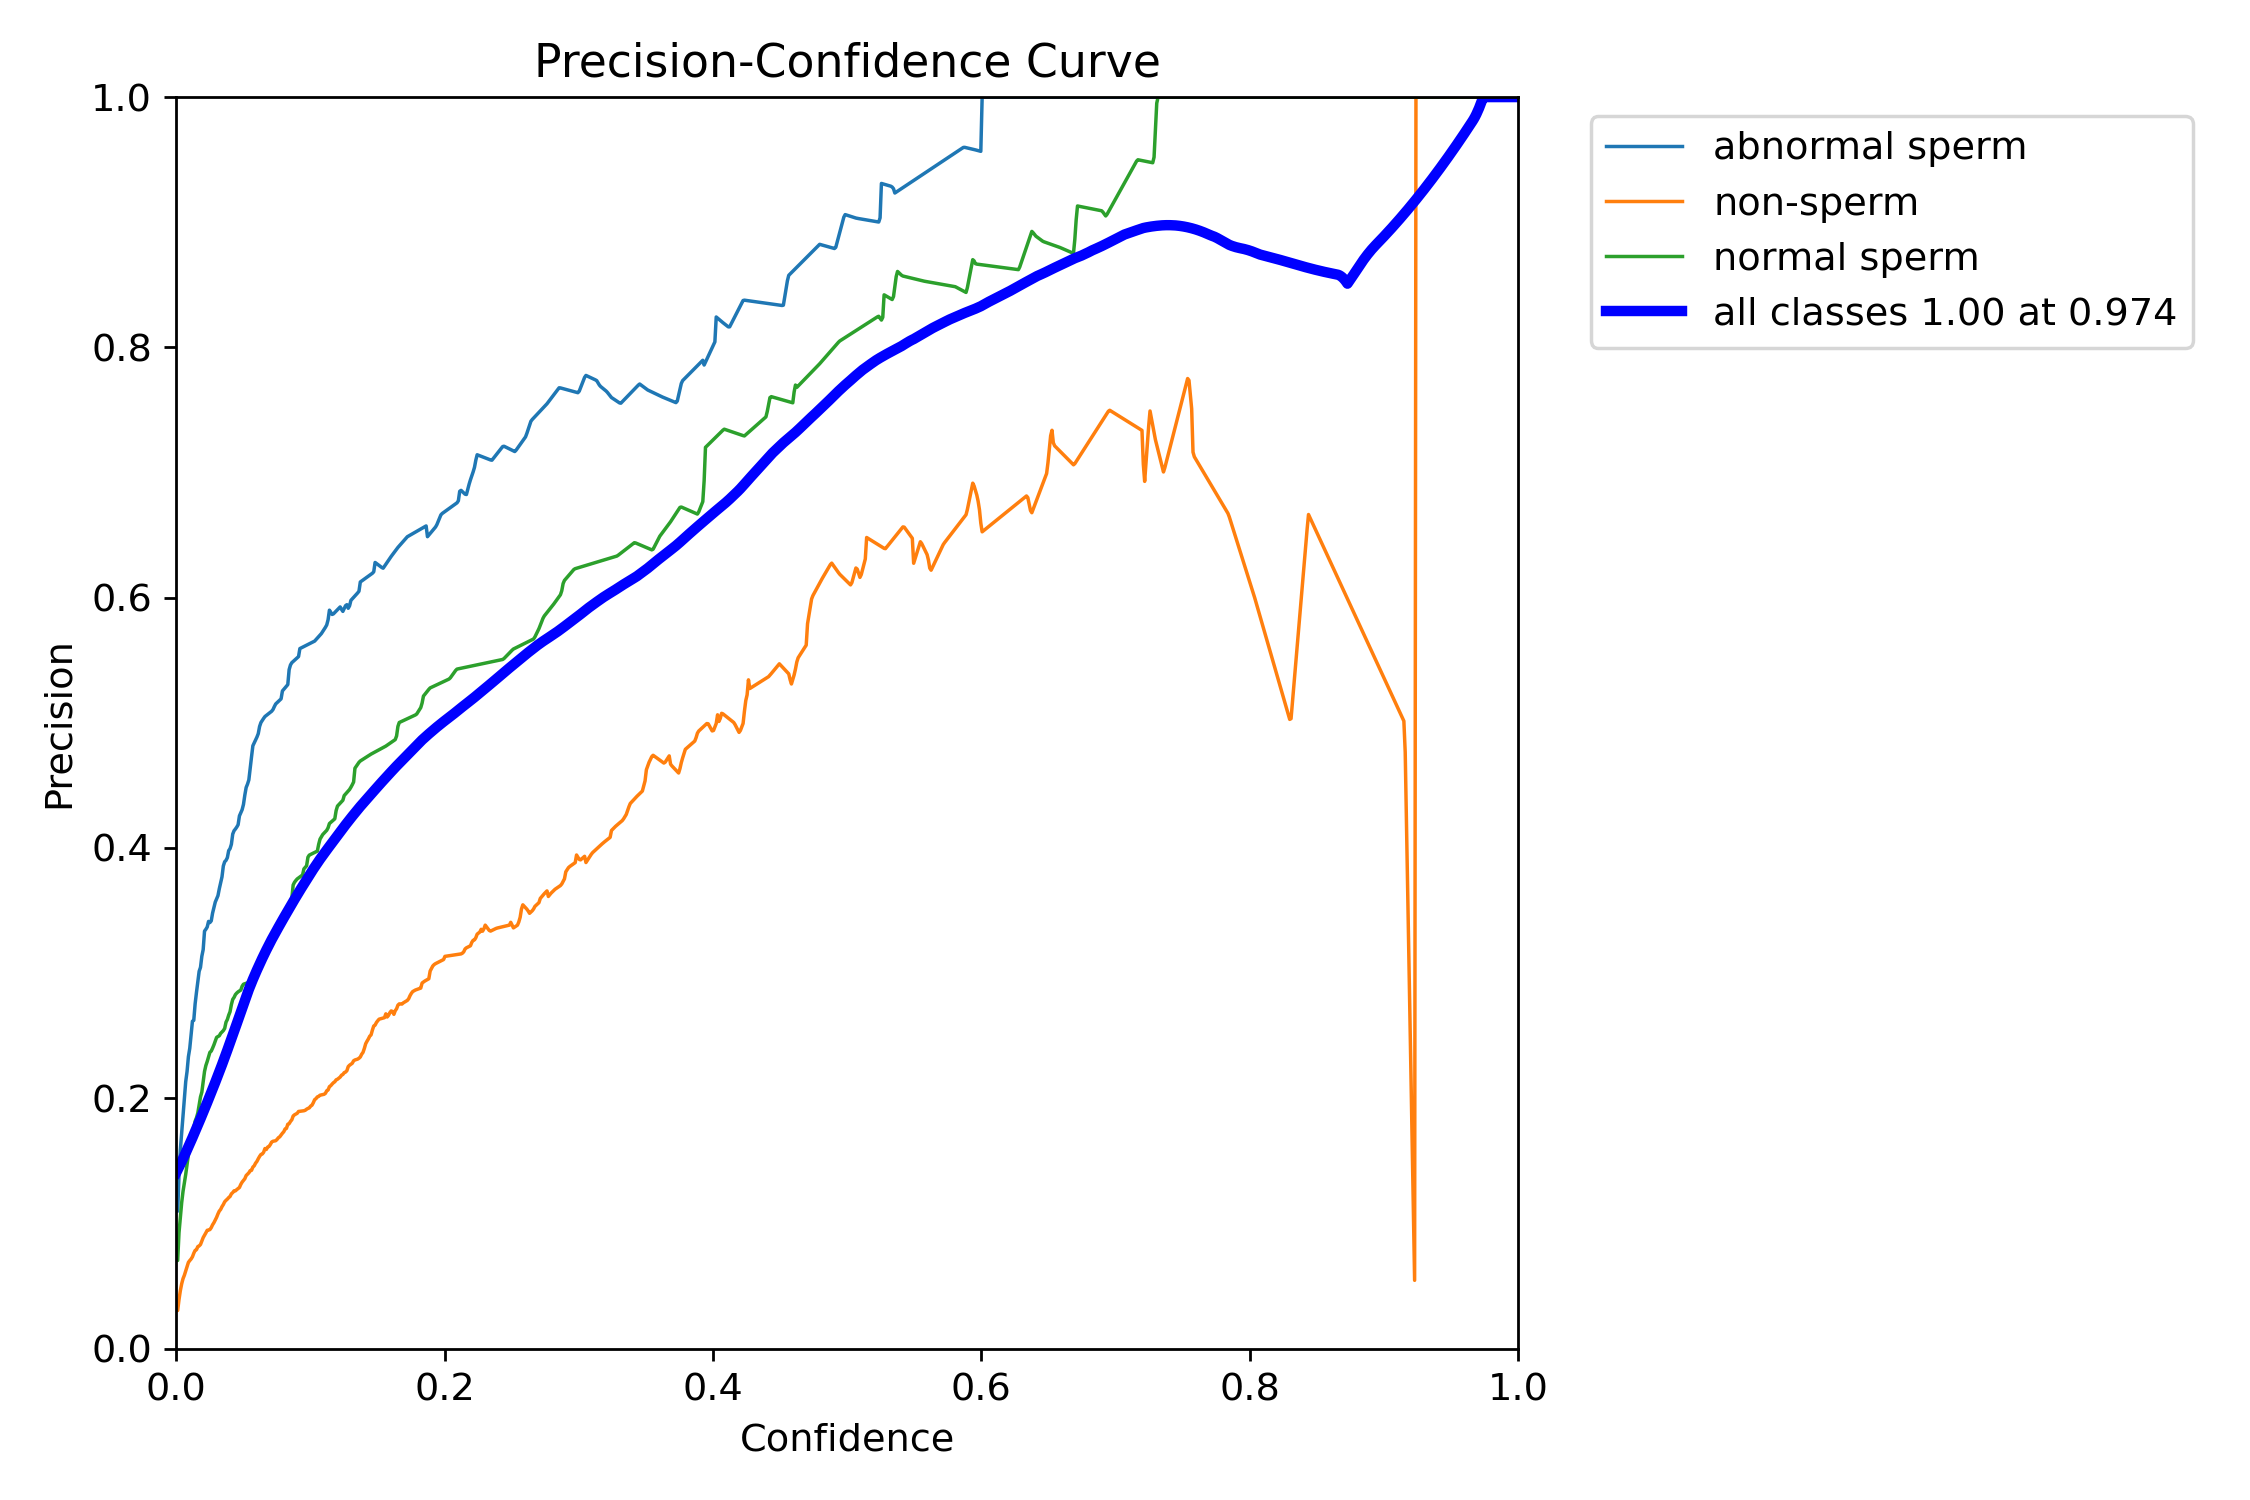 Precision-Confidence Curve
1.0
0.8
0.6
0.4
0.2
0.0
Precision
0.0 0.2 0.4 0.6 0.8 1.0
Confidence
abnormal sperm
non-sperm
normal sperm
all classes 1.00 at 0.974